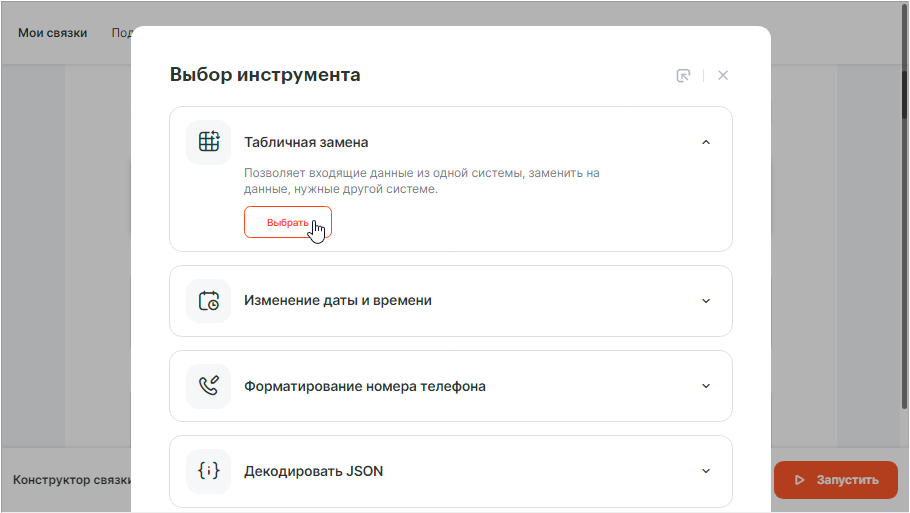 Мои связки
Выбор инструмента
Табличная замена
Позволяет входящие данные из одной системы, заменить на
данные, нужные другой системе.
Выбрать
Изменение даты и времени
Форматирование номера телефона
Декодировать JSON
Конструктор связки
Запустить